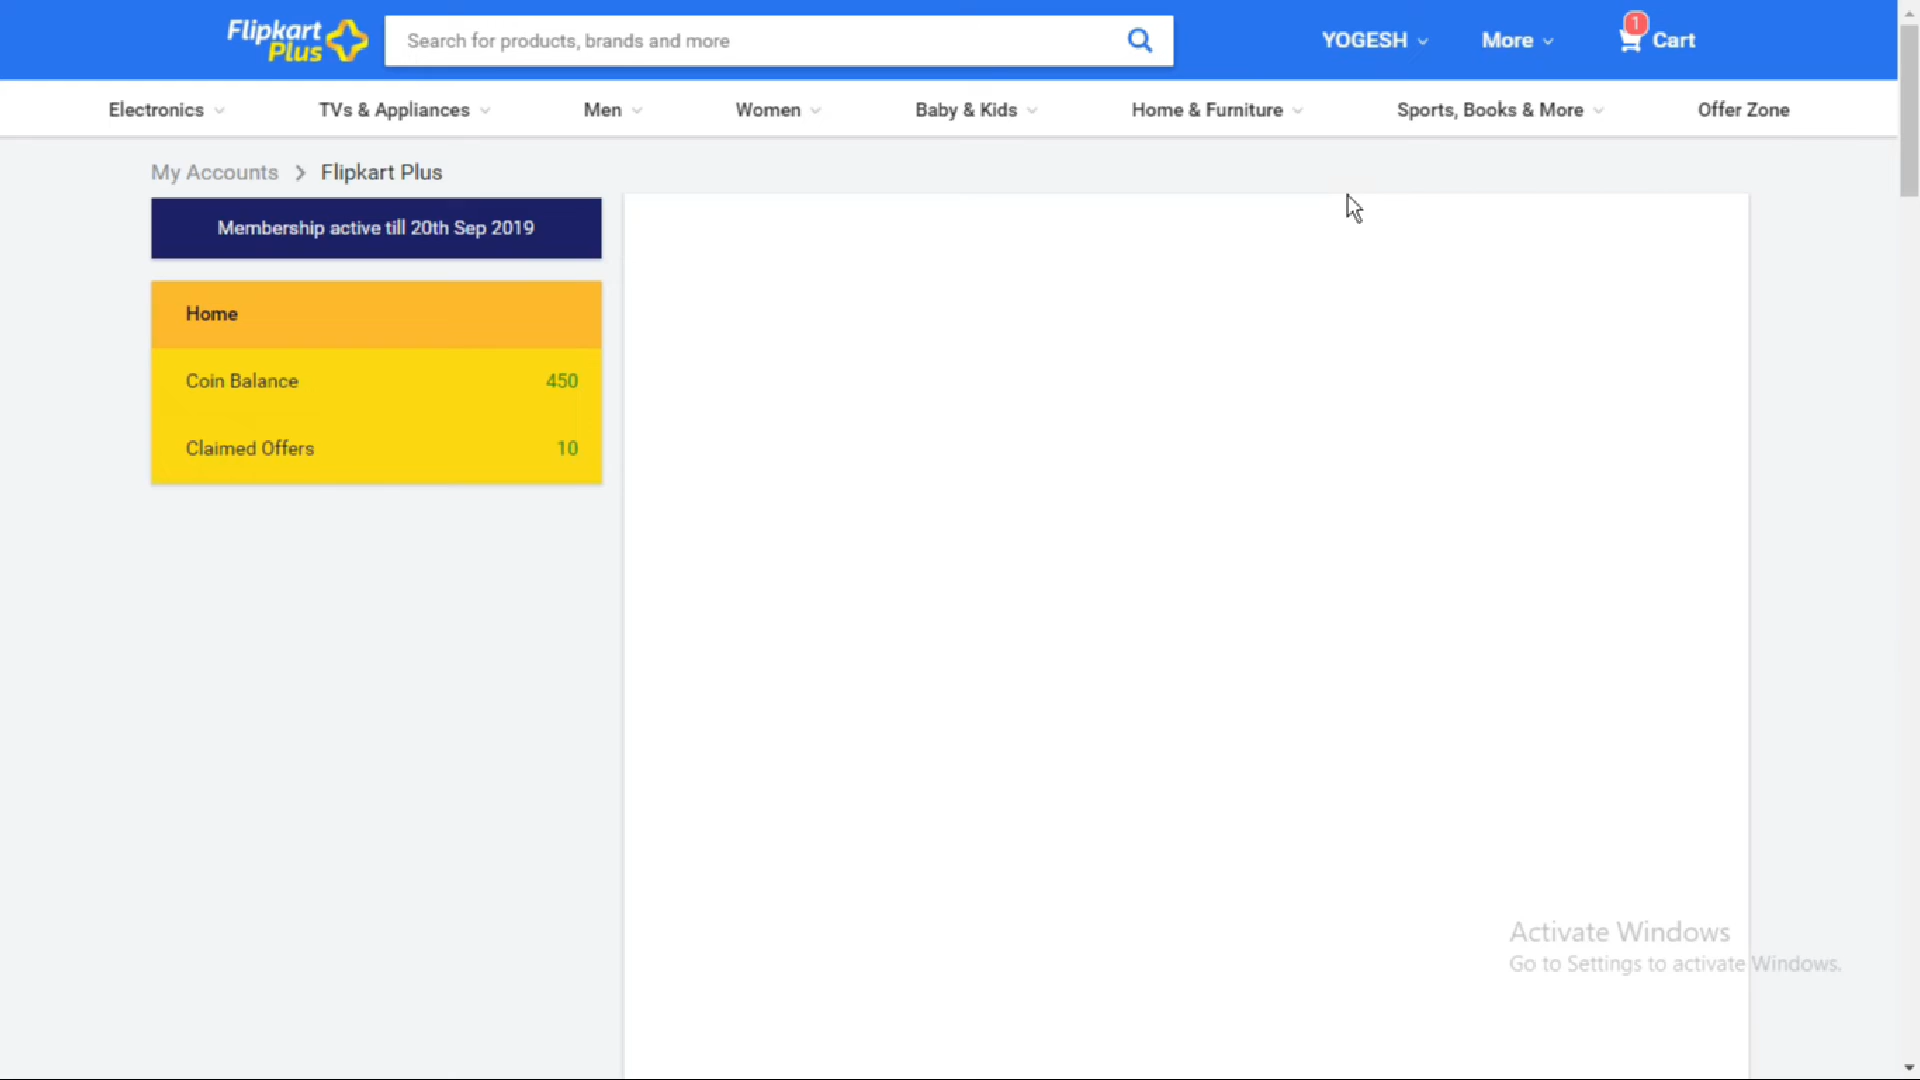 Flipkart
Plus
Search for products, brands and more
YOGESH
More
1
Cart
Electronics
TVs & Appliances
Men
Women
Baby & Kids
Home & Furniture
Sports, Books & More
Offer Zone
My Accounts
Flipkart Plus
Membership active till 20th Sep 2019
Home
Coin Balance 450
Claimed Offers 10
Activate Windows
Go to Settings to activate Windows.